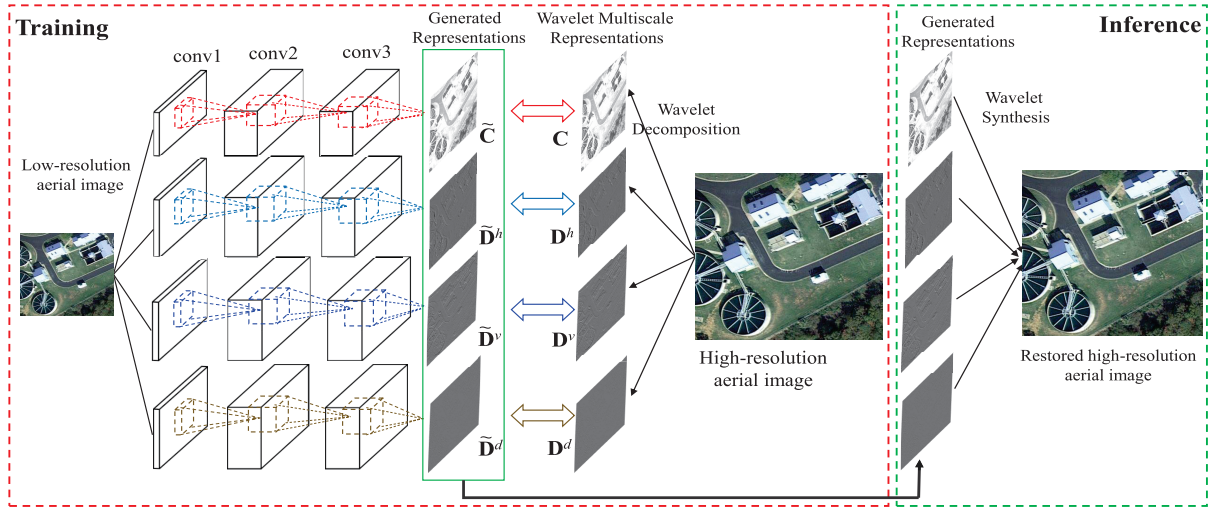 Training
conv1
conv2
conv3
Generated
Representations
Wavelet Multiscale
Representations
Wavelet
Decomposition
Low-resolution
aerial image
C̃
C
D̃ʰ
Dʰ
D̃ᵛ
Dᵛ
D̃ᵈ
Dᵈ
High-resolution
aerial image
Inference
Generated
Representations
Wavelet
Synthesis
Restored high-resolution
aerial image